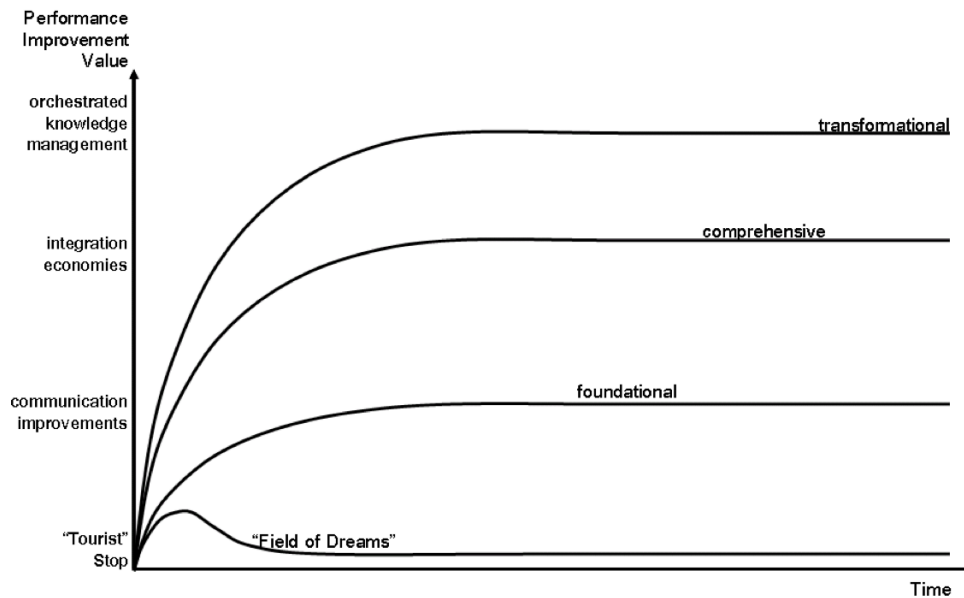 Performance
Improvement
Value
orchestrated
knowledge
management
transformational
integration
economies
comprehensive
communication
improvements
foundational
“Tourist”
Stop
“Field of Dreams”
Time